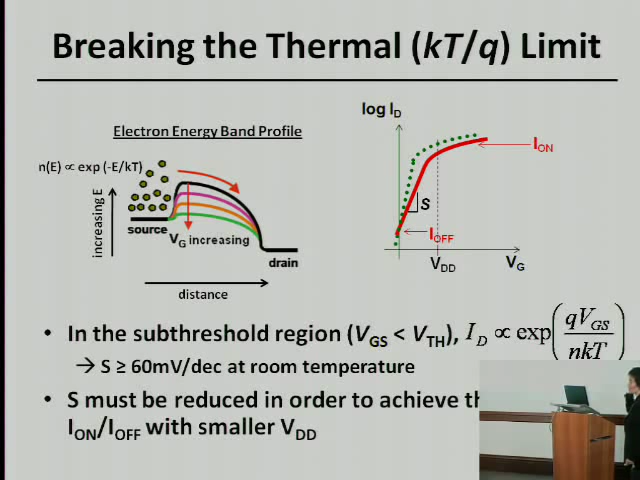 Breaking the Thermal (kT/q) Limit
Electron Energy Band Profile
n(E) ∝ exp (-E/kT)
increasing E
source
V_G increasing
drain
distance
log I_D
I_ON
S
I_OFF
V_DD
V_G
• In the subthreshold region (V_GS < V_TH), I_D ∝ exp(qV_GS/nkT)
→ S ≥ 60mV/dec at room temperature
• S must be reduced in order to achieve
I_ON/I_OFF with smaller V_DD